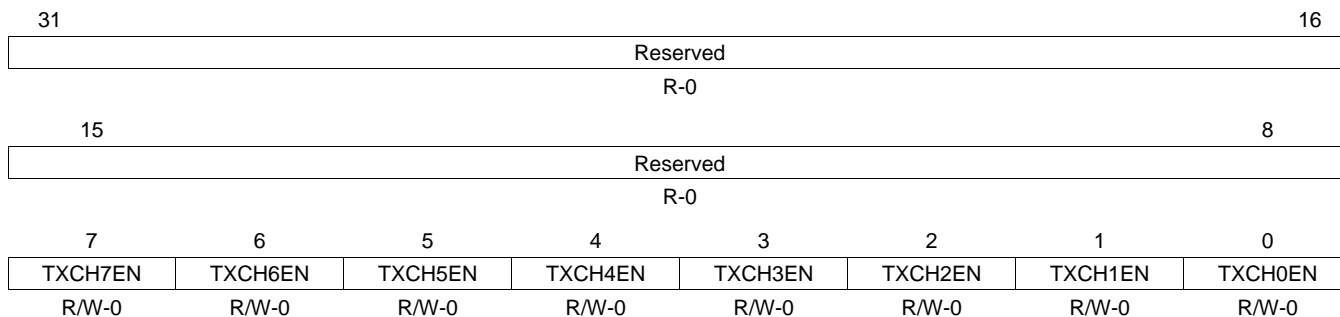 31 16
Reserved
R-0
15 8
Reserved
R-0
7 6 5 4 3 2 1 0
TXCH7EN TXCH6EN TXCH5EN TXCH4EN TXCH3EN TXCH2EN TXCH1EN TXCH0EN
R/W-0 R/W-0 R/W-0 R/W-0 R/W-0 R/W-0 R/W-0 R/W-0